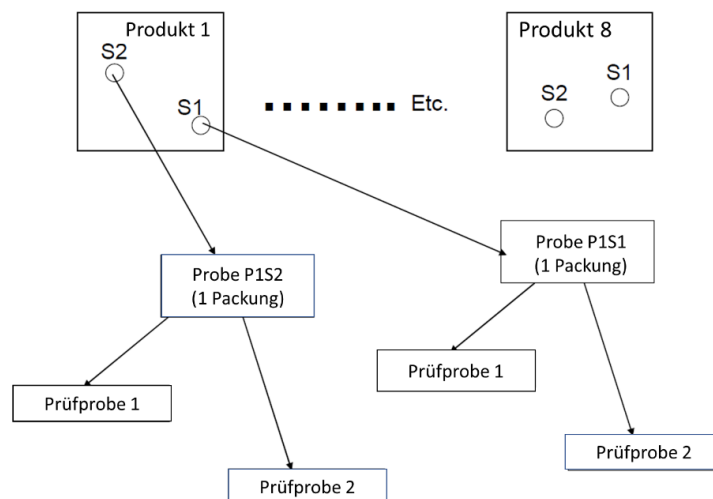 Produkt 1
S2
S1
Etc.
Produkt 8
S1
S2
Probe P1S2
(1 Packung)
Probe P1S1
(1 Packung)
Prüfprobe 1
Prüfprobe 2
Prüfprobe 1
Prüfprobe 2